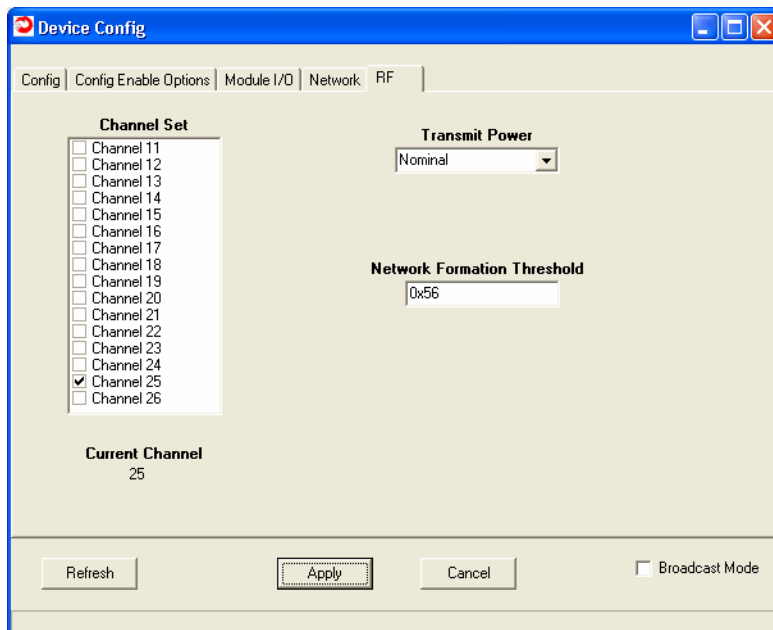 Device Config
Config
Config Enable Options
Module I/O
Network
RF
Channel Set
Channel 11
Channel 12
Channel 13
Channel 14
Channel 15
Channel 16
Channel 17
Channel 18
Channel 19
Channel 20
Channel 21
Channel 22
Channel 23
Channel 24
Channel 25
Channel 26
Current Channel
25
Transmit Power
Nominal
Network Formation Threshold
0x56
Refresh
Apply
Cancel
Broadcast Mode